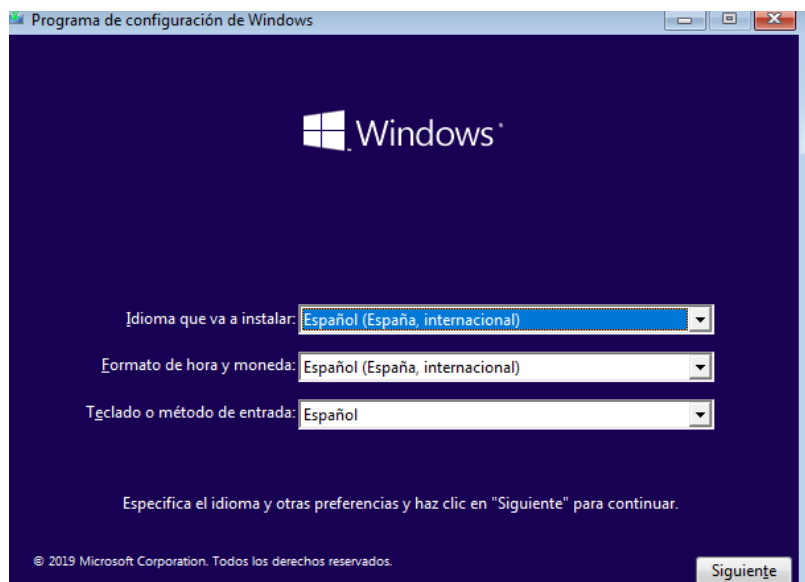 Programa de configuración de Windows
Windows
Idioma que va a instalar: Español (España, internacional)
Formato de hora y moneda: Español (España, internacional)
Teclado o método de entrada: Español
Especifica el idioma y otras preferencias y haz clic en "Siguiente" para continuar.
© 2019 Microsoft Corporation. Todos los derechos reservados.
Siguiente